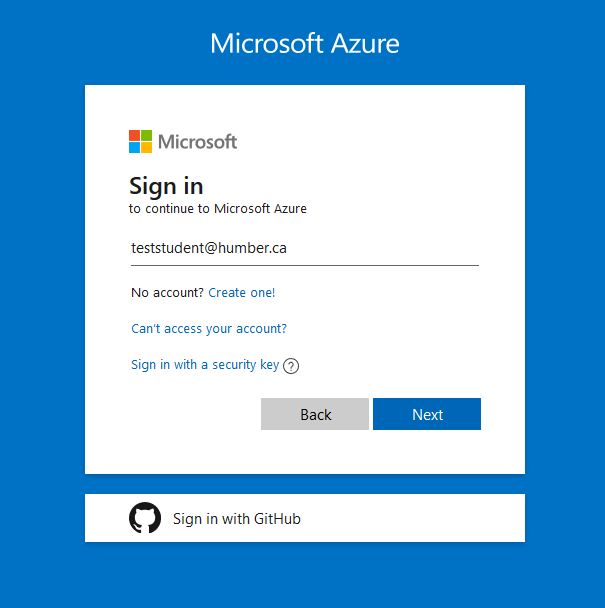 Microsoft Azure
Microsoft
Sign in
to continue to Microsoft Azure
teststudent@humber.ca
No account? Create one!
Can't access your account?
Sign in with a security key ?
Back Next
Sign in with GitHub